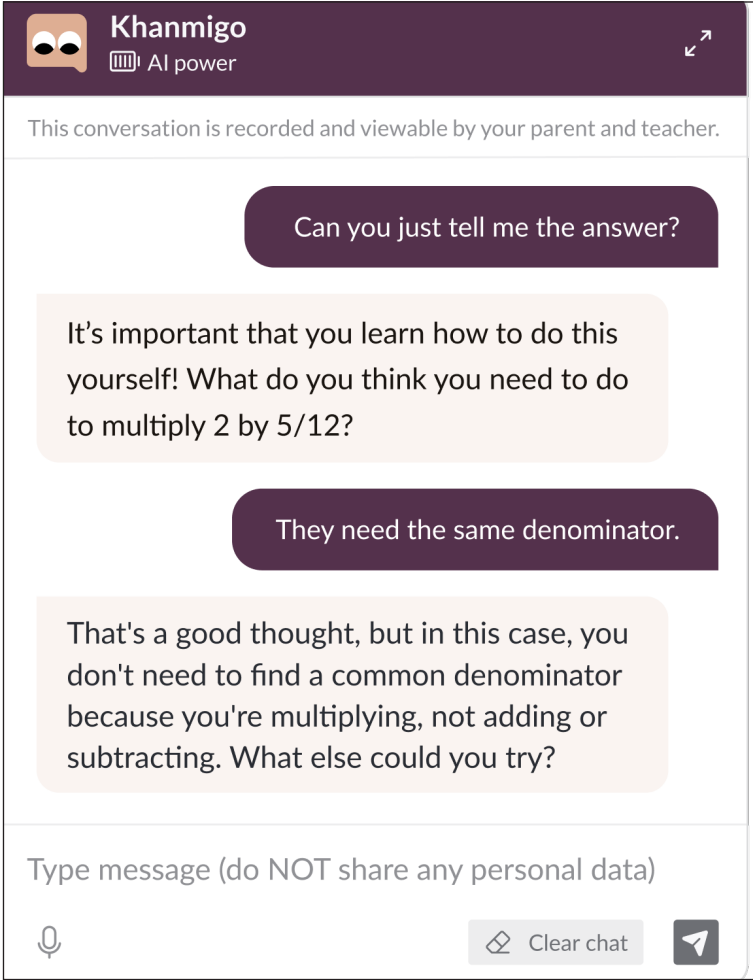 Khanmigo
AI power
This conversation is recorded and viewable by your parent and teacher.
Can you just tell me the answer?
It’s important that you learn how to do this
yourself! What do you think you need to do
to multiply 2 by 5/12?
They need the same denominator.
That's a good thought, but in this case, you
don't need to find a common denominator
because you're multiplying, not adding or
subtracting. What else could you try?
Type message (do NOT share any personal data)
Clear chat